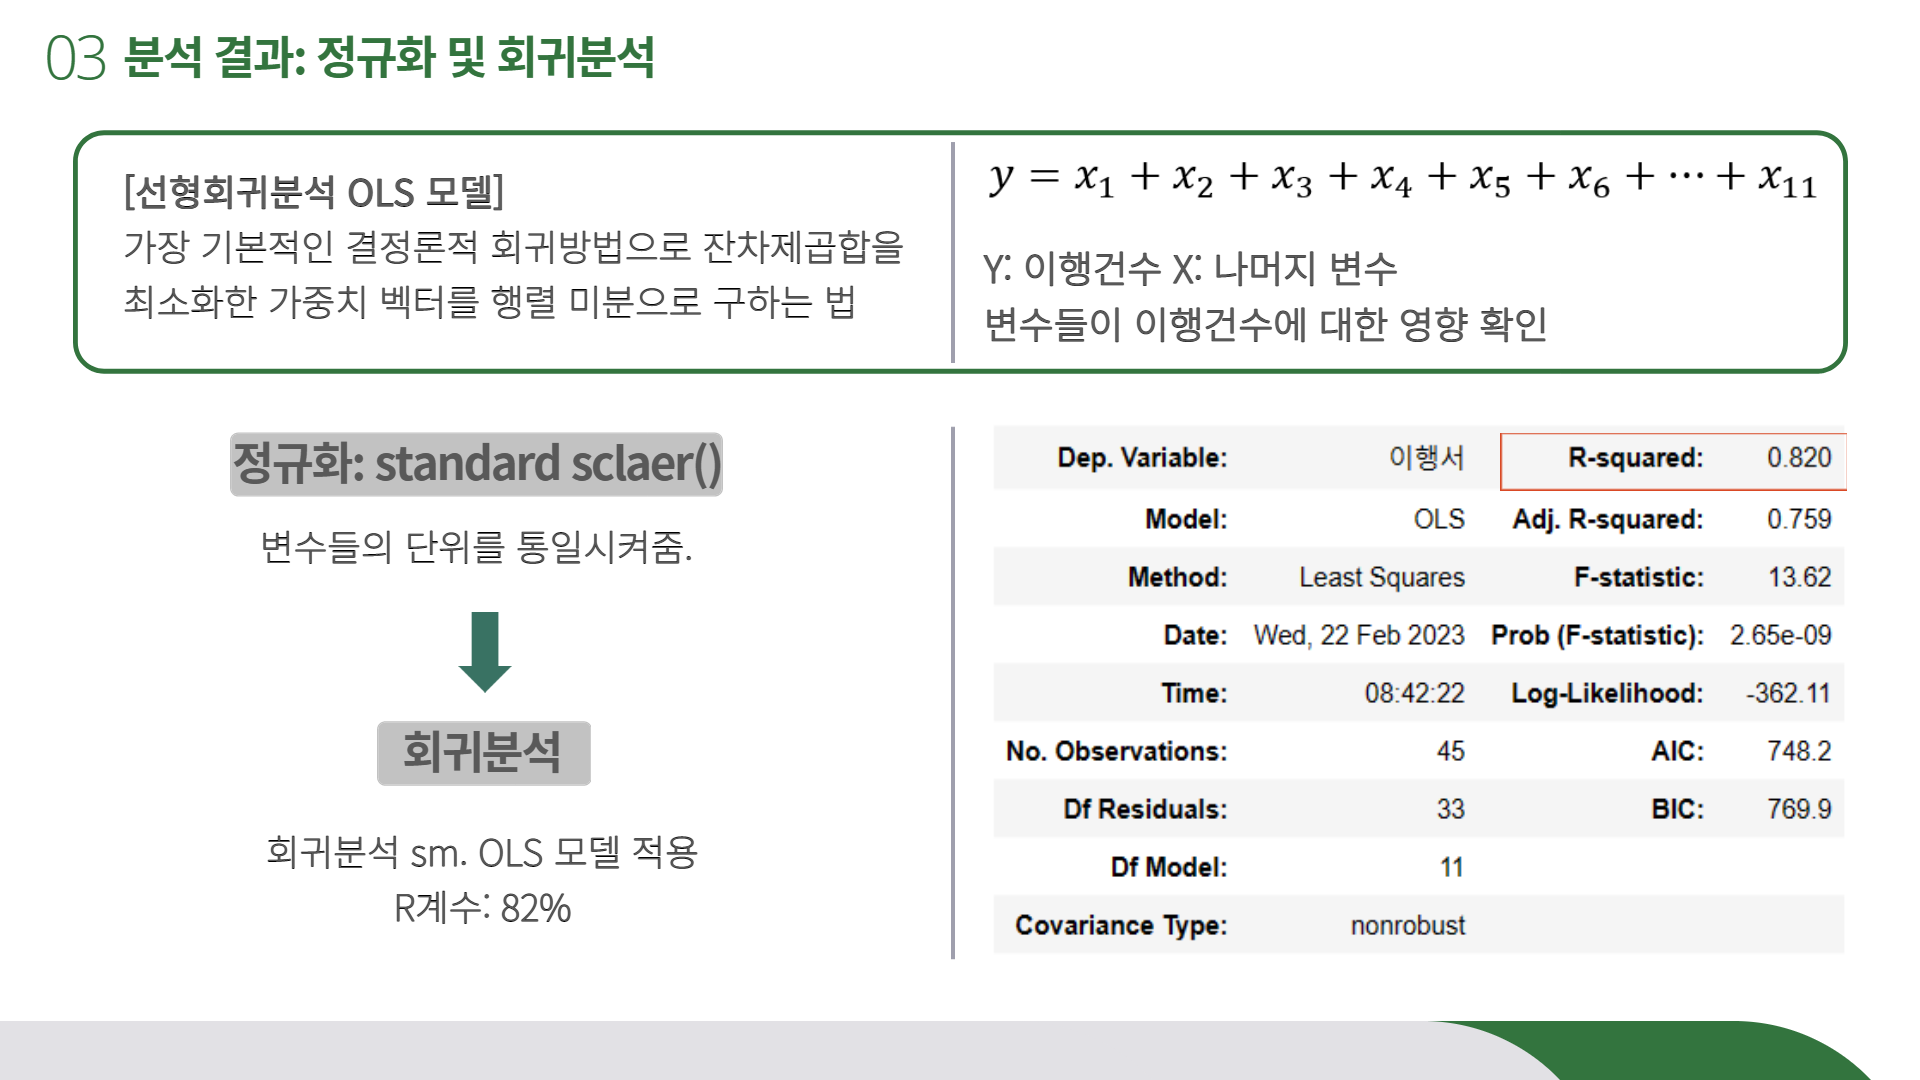 03 분석 결과: 정규화 및 회귀분석
[선형회귀분석 OLS 모델]
가장 기본적인 결정론적 회귀방법으로 잔차제곱합을
최소화한 가중치 벡터를 행렬 미분으로 구하는 법
y = x₁ + x₂ + x₃ + x₄ + x₅ + x₆ + ⋯ + x₁₁
Y: 이행건수 X: 나머지 변수
변수들이 이행건수에 대한 영향 확인
정규화: standard sclaer()
변수들의 단위를 통일시켜줌.
회귀분석
회귀분석 sm. OLS 모델 적용
R계수: 82%
Dep. Variable: 이행서 R-squared: 0.820
Model: OLS Adj. R-squared: 0.759
Method: Least Squares F-statistic: 13.62
Date: Wed, 22 Feb 2023 Prob (F-statistic): 2.65e-09
Time: 08:42:22 Log-Likelihood: -362.11
No. Observations: 45 AIC: 748.2
Df Residuals: 33 BIC: 769.9
Df Model: 11
Covariance Type: nonrobust